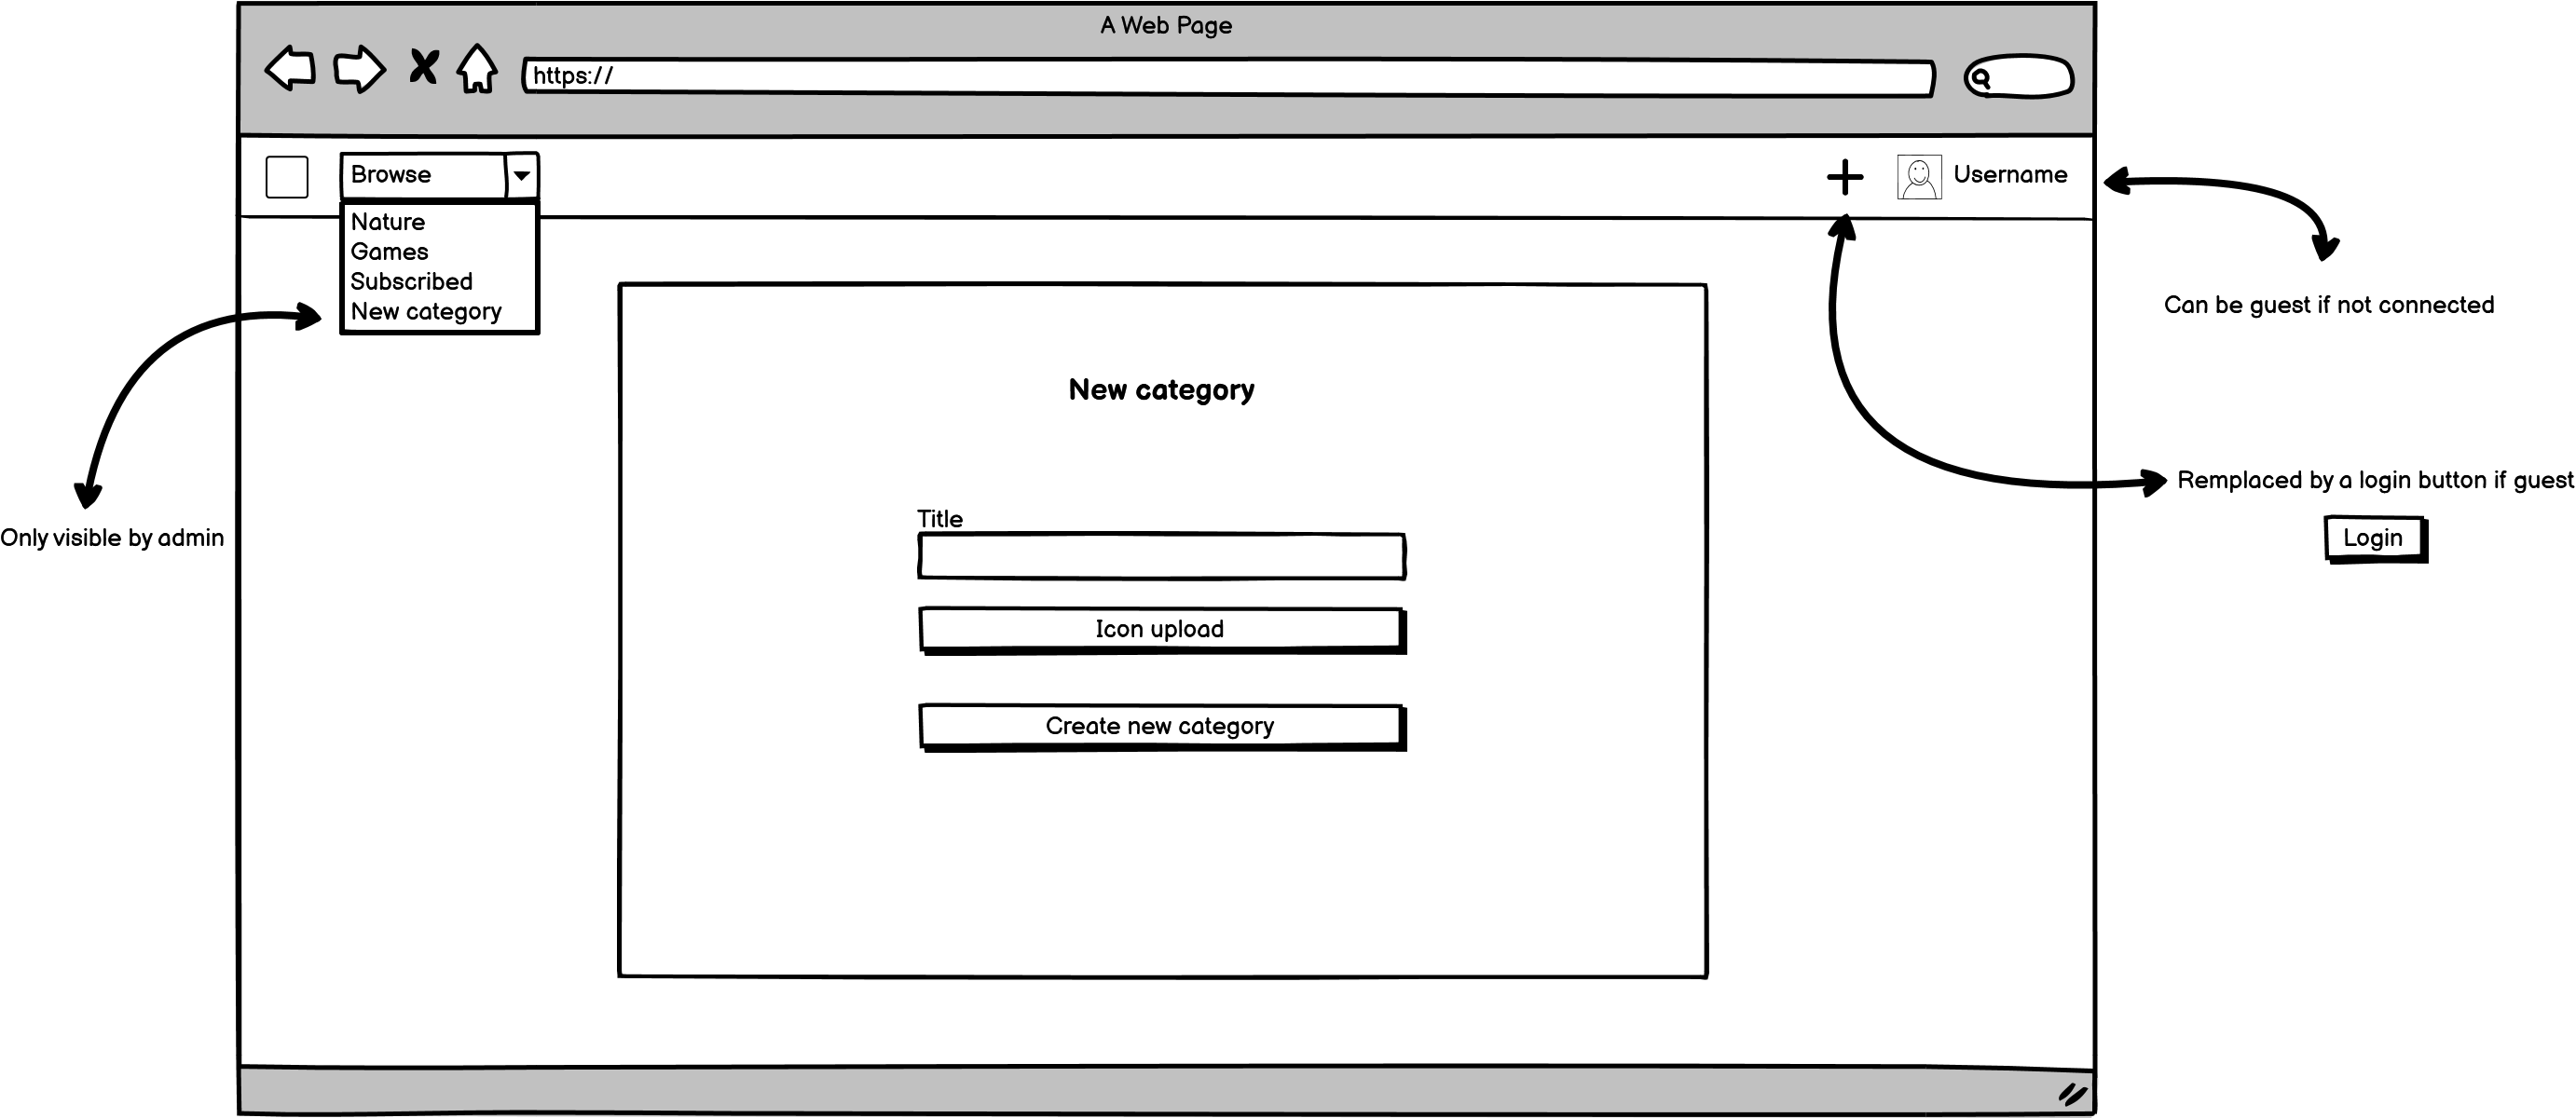 A Web Page
https://
Browse
Username
Nature
Games
Subscribed
New category
Can be guest if not connected
New category
Remplaced by a login button if guest
Title
Only visible by admin
Login
Icon upload
Create new category